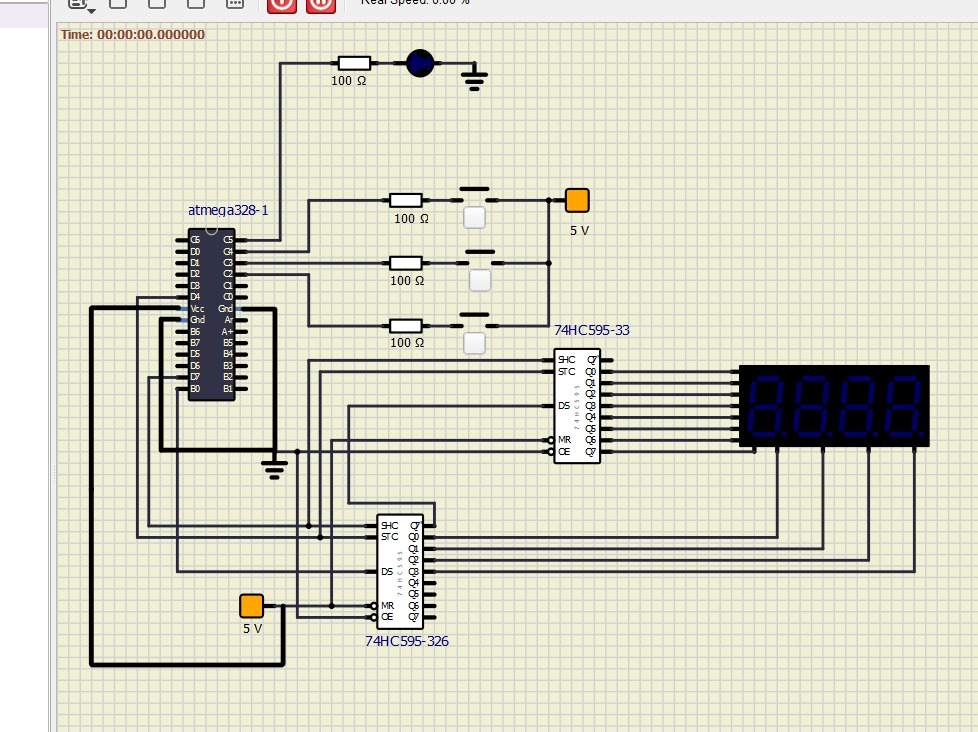 Real Speed: 0.00 %
Time: 00:00:00.000000
100 Ω
atmega328-1
100 Ω
5 V
100 Ω
100 Ω
C6 C5
D0 C4
D1 C3
D2 C2
D3 C1
D4 C0
Vcc Gnd
Gnd Ar
B6 A+
B7 B5
D5 B4
D6 B3
D7 B2
B0 B1
74HC595-33
SHC Q7
STC Q0
Q1
Q2
DS Q3
Q4
Q5
MR Q6
OE Q7
74HC595
SHC Q7
STC Q0
Q1
Q2
DS Q3
Q4
Q5
MR Q6
OE Q7
74HC595
5 V
74HC595-326